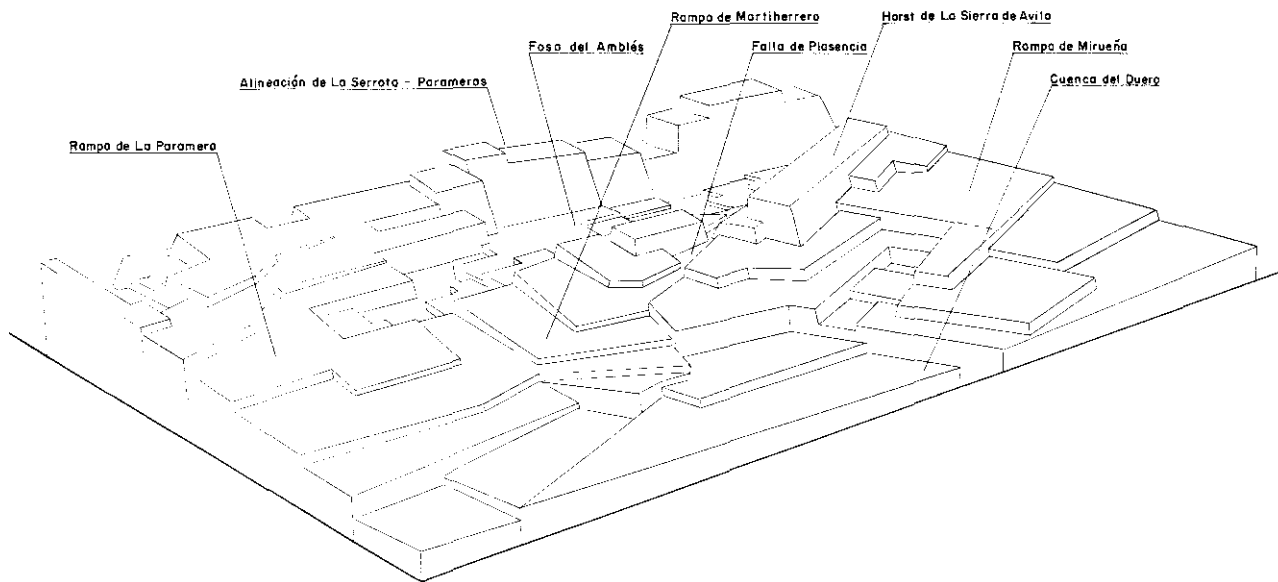 Rampa de Martiherrero
Horst de La Sierra de Avila
Fosa del Amblés
Falla de Plasencia
Rampa de Mirueña
Alineación de La Serrota - Parameras
Cuenca del Duero
Rampa de La Paramera